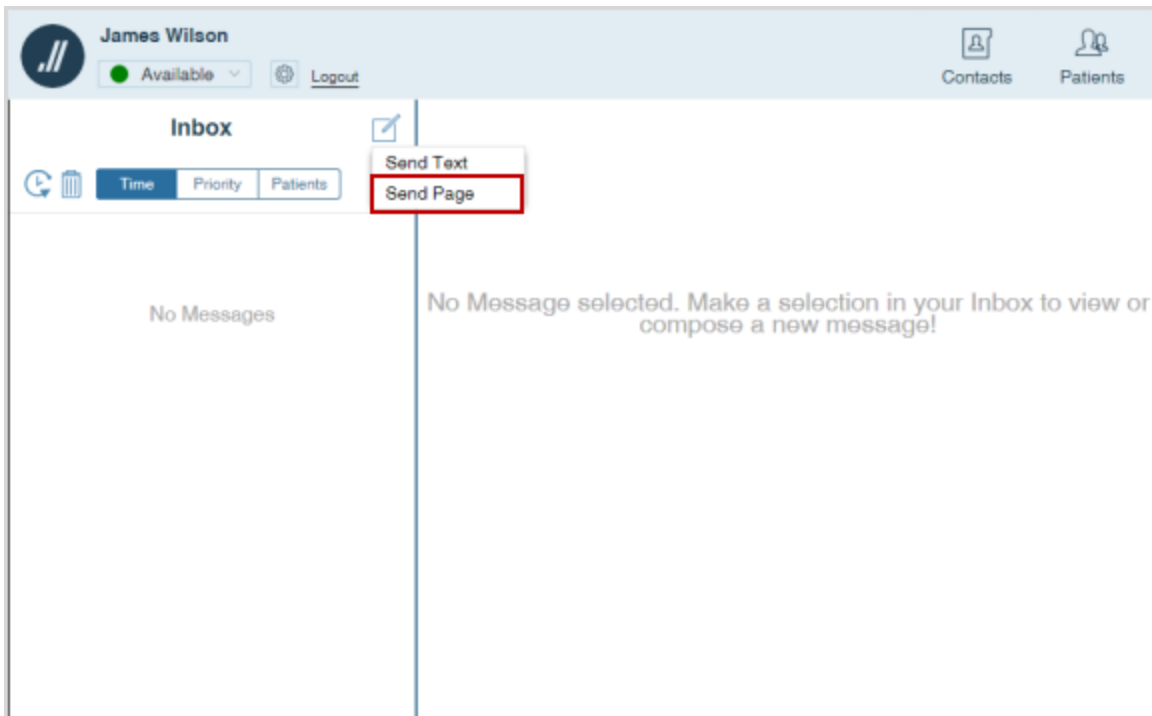 James Wilson
Available
Logout
Contacts
Patients
Inbox
Send Text
Send Page
Time
Priority
Patients
No Messages
No Message selected. Make a selection in your Inbox to view or
compose a new message!